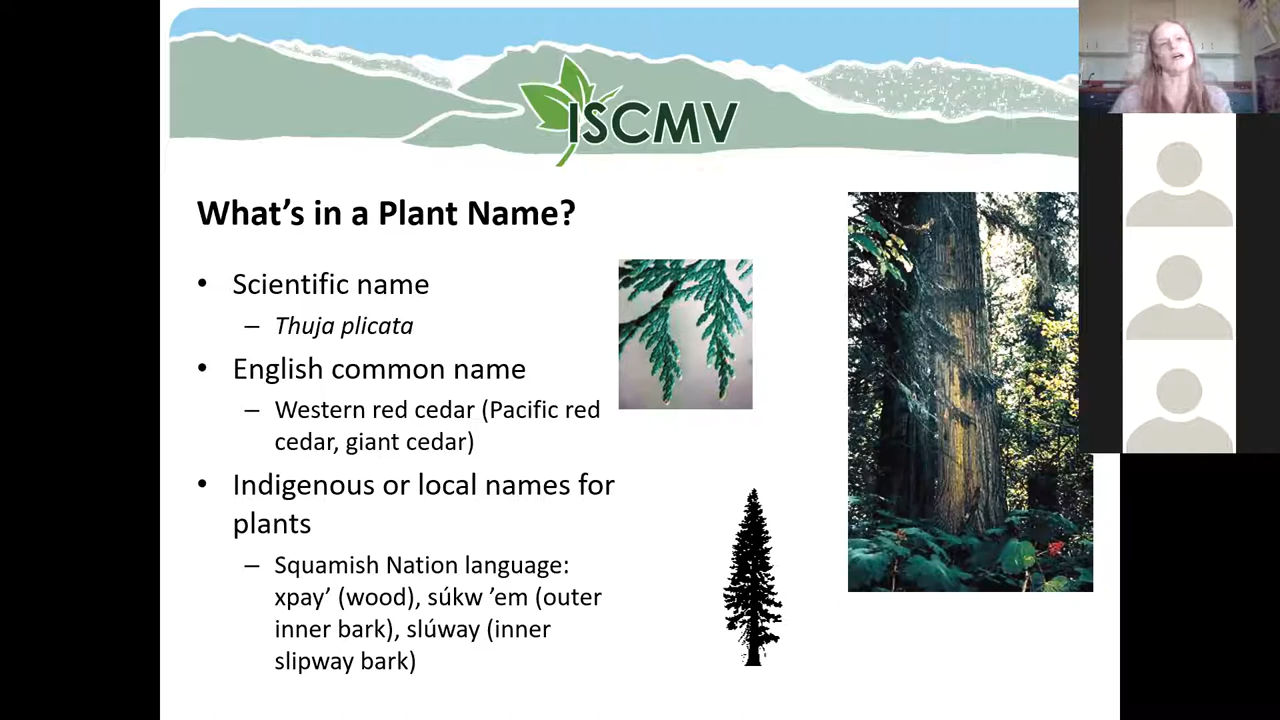 ISCMV
What's in a Plant Name?
• Scientific name
– Thuja plicata
• English common name
– Western red cedar (Pacific red
cedar, giant cedar)
• Indigenous or local names for
plants
– Squamish Nation language:
xpay’ (wood), súkw ’em (outer
inner bark), slúway (inner
slipway bark)